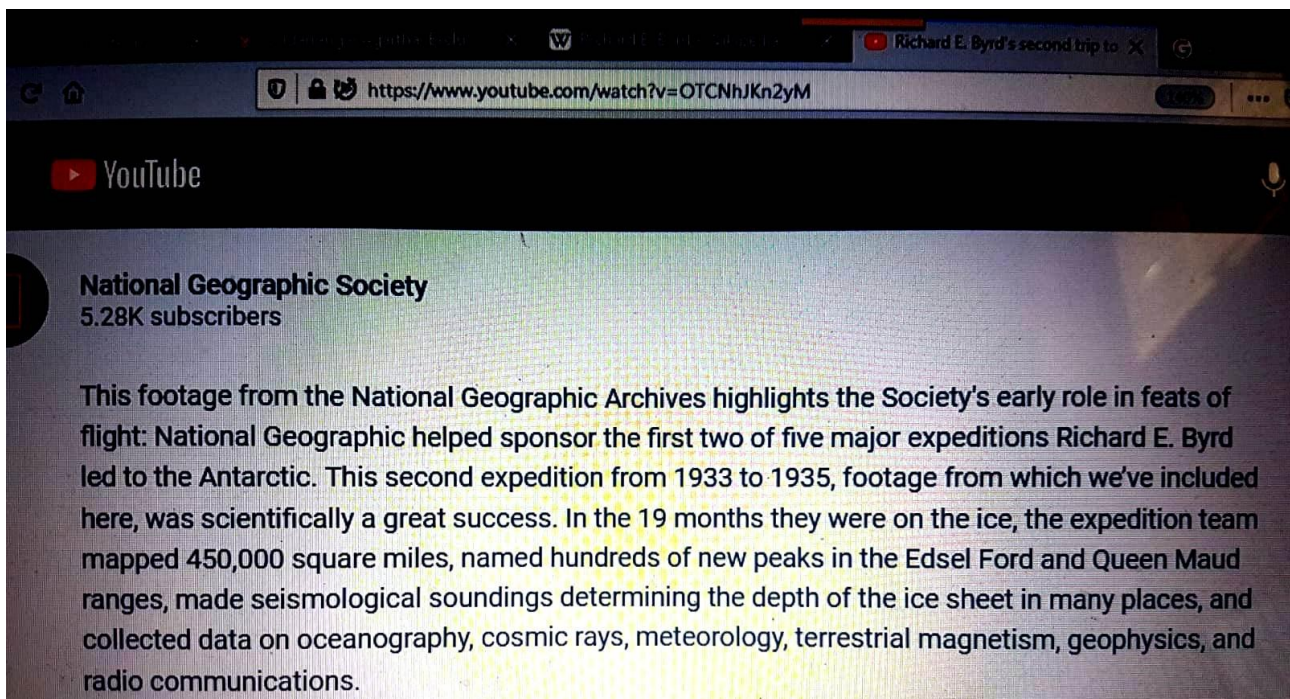 Richard E. Byrd's second trip to
https://www.youtube.com/watch?v=OTCNhJKn2yM
YouTube
National Geographic Society
5.28K subscribers
This footage from the National Geographic Archives highlights the Society's early role in feats of
flight: National Geographic helped sponsor the first two of five major expeditions Richard E. Byrd
led to the Antarctic. This second expedition from 1933 to 1935, footage from which we've included
here, was scientifically a great success. In the 19 months they were on the ice, the expedition team
mapped 450,000 square miles, named hundreds of new peaks in the Edsel Ford and Queen Maud
ranges, made seismological soundings determining the depth of the ice sheet in many places, and
collected data on oceanography, cosmic rays, meteorology, terrestrial magnetism, geophysics, and
radio communications.